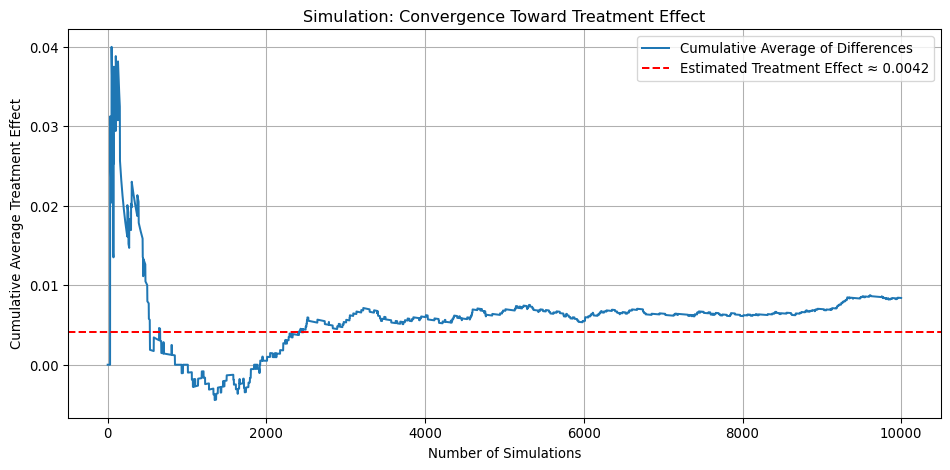 Simulation: Convergence Toward Treatment Effect
Cumulative Average of Differences
Estimated Treatment Effect ≈ 0.0042
Cumulative Average Treatment Effect
0.04
0.03
0.02
0.01
0.00
0
2000
4000
6000
8000
10000
Number of Simulations